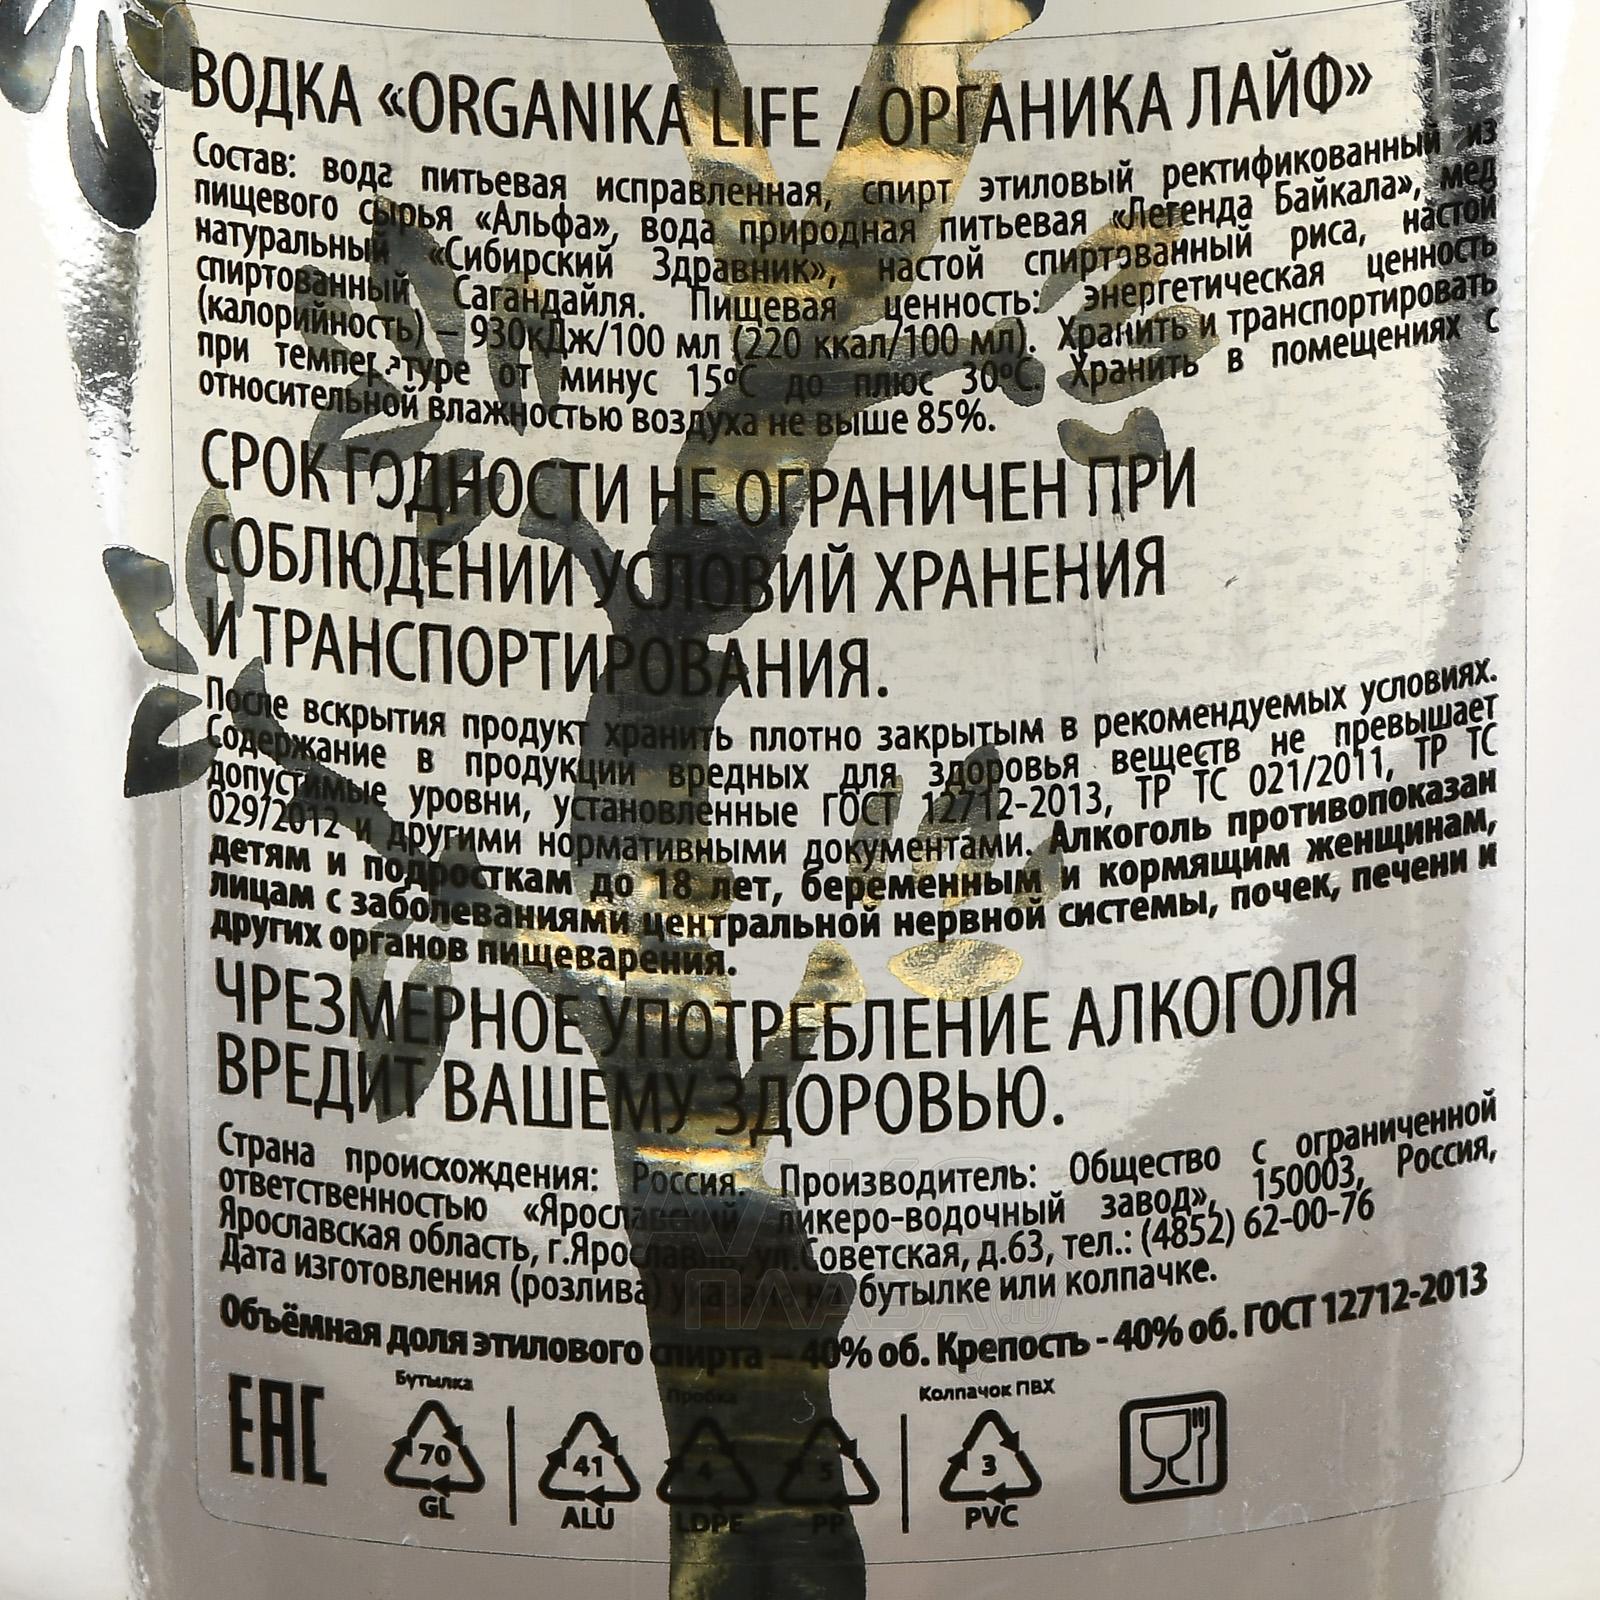 ВОДКА «ORGANIKA LIFE / ОРГАНИКА ЛАЙФ»
Состав: вода питьевая исправленная, спирт этиловый ректификованный из
пищевого сырья «Альфа», вода природная питьевая «Легенда Байкала», мед
натуральный «Сибирский Здравник», настой спиртованный риса, настой
спиртованный Сагандайля. Пищевая ценность: энергетическая ценность
(калорийность) – 930кДж/100 мл (220 ккал/100 мл). Хранить и транспортировать
при температуре от минус 15ºС до плюс 30ºС. Хранить в помещениях с
относительной влажностью воздуха не выше 85%.
СРОК ГОДНОСТИ НЕ ОГРАНИЧЕН ПРИ
СОБЛЮДЕНИИ УСЛОВИЙ ХРАНЕНИЯ
И ТРАНСПОРТИРОВАНИЯ.
После вскрытия продукт хранить плотно закрытым в рекомендуемых условиях.
Содержание в продукции вредных для здоровья веществ не превышает
допустимые уровни, установленные ГОСТ 12712-2013, ТР ТС 021/2011, ТР ТС
029/2012 и другими нормативными документами. Алкоголь противопоказан
детям и подросткам до 18 лет, беременным и кормящим женщинам,
лицам с заболеваниями центральной нервной системы, почек, печени и
других органов пищеварения.
ЧРЕЗМЕРНОЕ УПОТРЕБЛЕНИЕ АЛКОГОЛЯ
ВРЕДИТ ВАШЕМУ ЗДОРОВЬЮ.
Страна происхождения: Россия. Производитель: Общество с ограниченной
ответственностью «Ярославский ликеро-водочный завод», 150003, Россия,
Ярославская область, г.Ярославль, ул.Советская, д.63, тел.: (4852) 62-00-76
Дата изготовления (розлива) указана на бутылке или колпачке.
Объёмная доля этилового спирта – 40% об. Крепость - 40% об. ГОСТ 12712-2013
Бутылка Пробка Колпачок ПВХ
EAC 70 41 4 5 3
GL ALU LDPE PP PVC
АЛКО
ПЛАЗА.ru